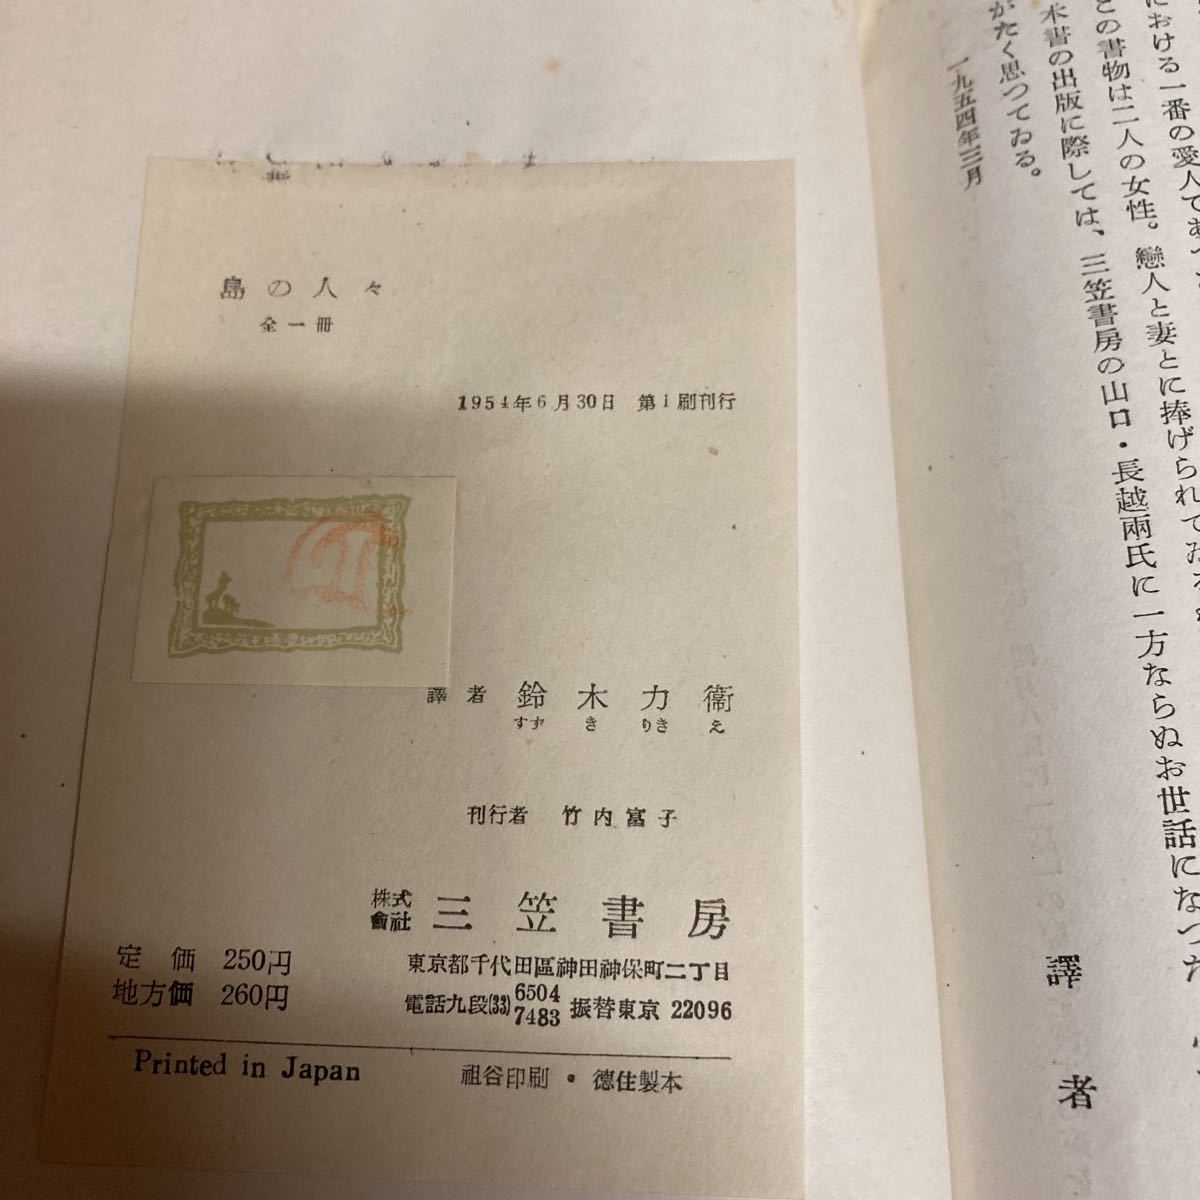 における一番の愛人であつた
との書物は二人の女性。戀人と妻とに捧げられてゐる
本書の出版に際しては、三笠書房の山口・長越兩氏に一方ならぬお世話になつた
がたく思つてゐる。
一九五四年三月
譯者
島の人々
全一冊
1954年6月30日 第1刷刊行
譯者 鈴木力衞
すずきりきえ
刊行者 竹内富子
株式會社 三笠書房
定価 250円
地方価 260円
東京都千代田區神田神保町二丁目
電話九段(33)6504 7483 振替東京 22096
Printed in Japan
祖谷印刷・德住製本